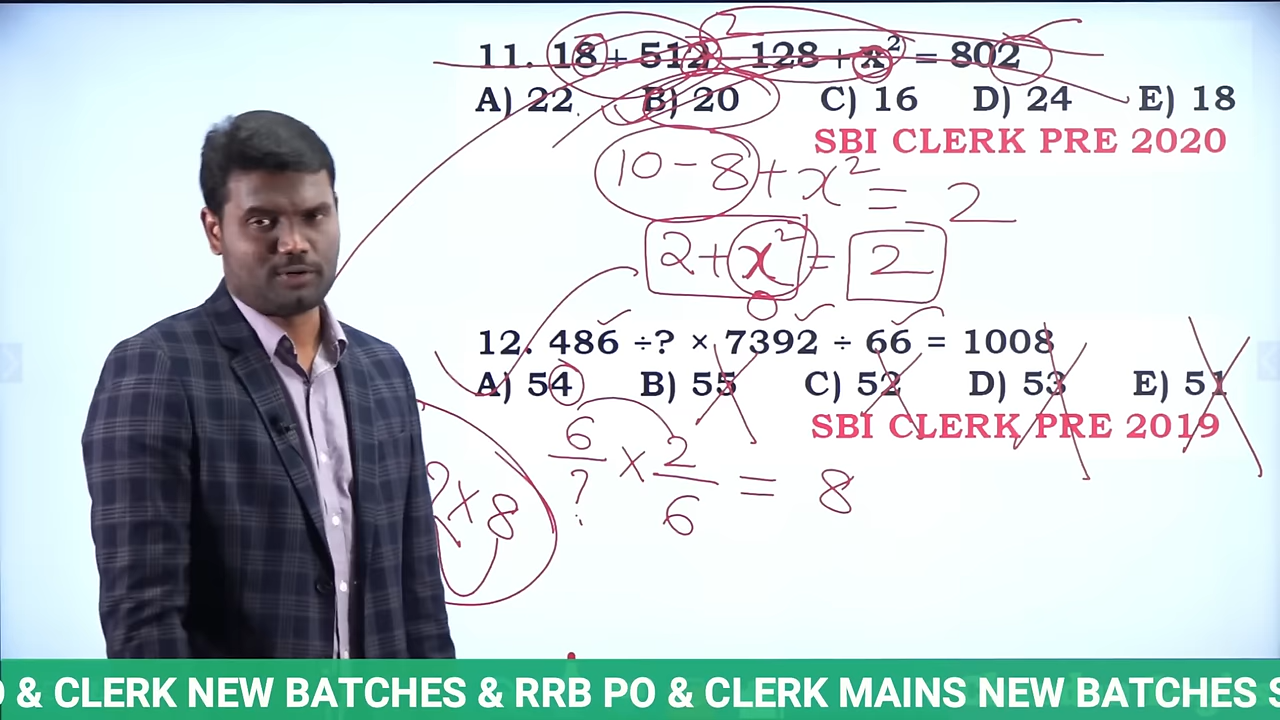 11. 18 + 512 - 128 + x² = 802
A) 22 B) 20 C) 16 D) 24 E) 18
SBI CLERK PRE 2020
10 - 8 + x² = 2
2 + x² = 2
12. 486 ÷? × 7392 ÷ 66 = 1008
A) 54 B) 55 C) 52 D) 53 E) 51
SBI CLERK PRE 2019
6/? × 2/6 = 8
× 8
& CLERK NEW BATCHES & RRB PO & CLERK MAINS NEW BATCHES